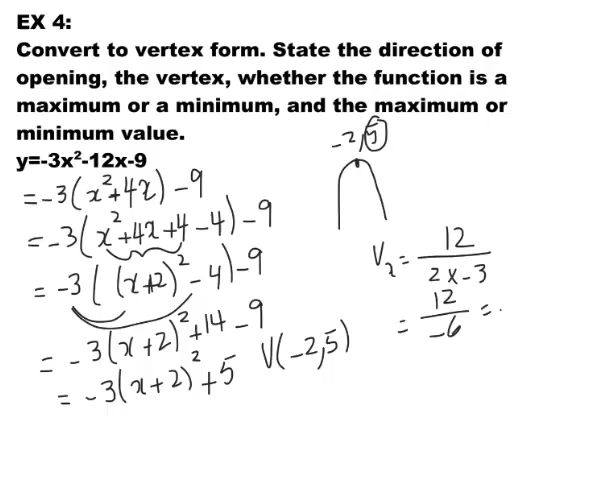 EX 4:
Convert to vertex form. State the direction of
opening, the vertex, whether the function is a
maximum or a minimum, and the maximum or
minimum value.
y=-3x²-12x-9
=-3(x²+4x)-9
=-3(x²+4x+4-4)-9
=-3((x+2)²-4)-9
=-3(x+2)²+14-9
=-3(x+2)²+5
V(-2,5)
-2,5
V₂=12/2x-3
=12/-6=